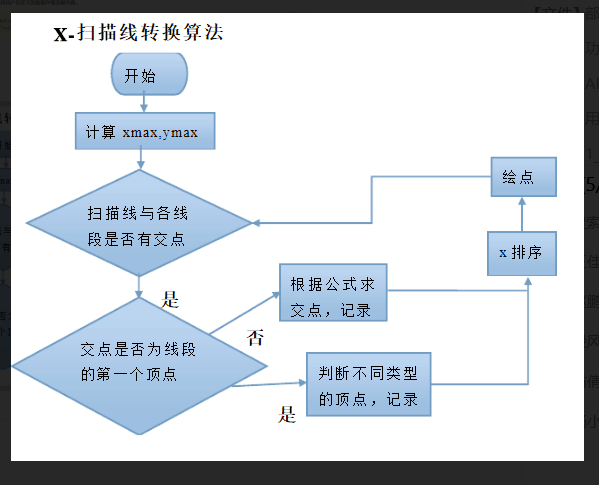 X-扫描线转换算法
开始
计算 xmax,ymax
扫描线与各线
段是否有交点
绘点
x 排序
是
根据公式求
交点，记录
否
交点是否为线段
的第一个顶点
判断不同类型
的顶点，记录
是